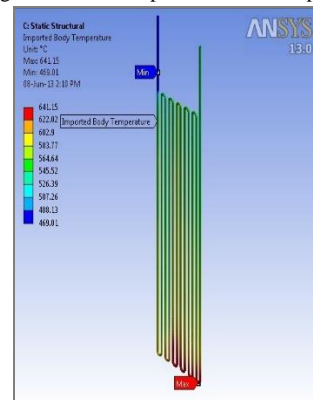 C: Static Structural
Imported Body Temperature
Unit: °C
Max: 641.15
Min: 469.01
08-Jun-13 2:10 PM
ANSYS
13.0
Min
641.15
622.02
602.9
583.77
564.64
545.52
526.39
507.26
488.13
469.01
Imported Body Temperature
Max